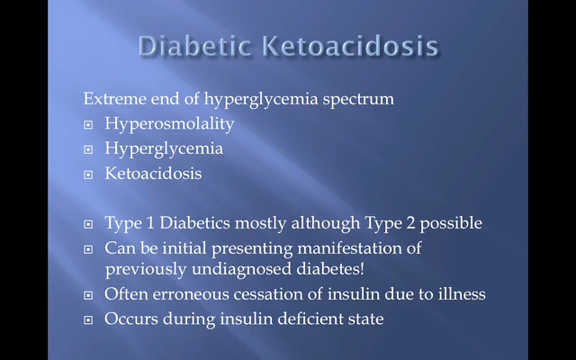 Diabetic Ketoacidosis
Extreme end of hyperglycemia spectrum
Hyperosmolality
Hyperglycemia
Ketoacidosis
Type 1 Diabetics mostly although Type 2 possible
Can be initial presenting manifestation of
previously undiagnosed diabetes!
Often erroneous cessation of insulin due to illness
Occurs during insulin deficient state